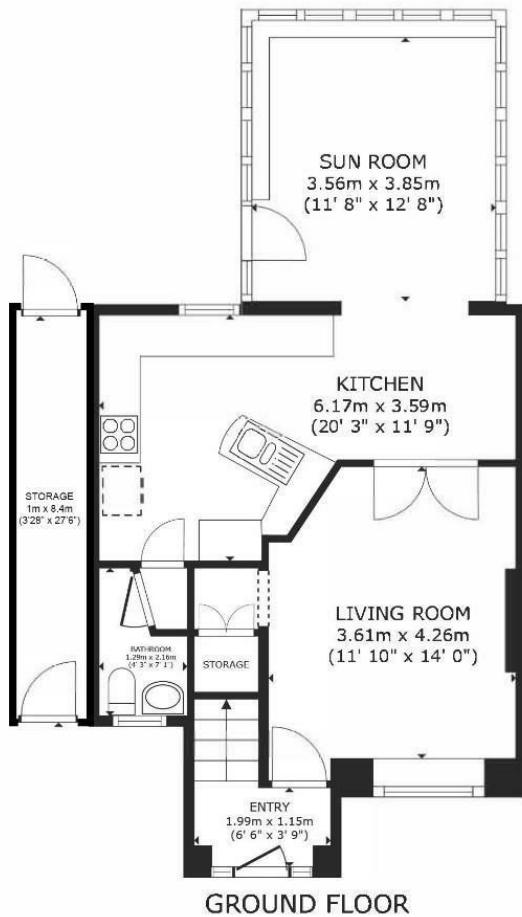 SUN ROOM
3.56m x 3.85m
(11' 8" x 12' 8")
KITCHEN
6.17m x 3.59m
(20' 3" x 11' 9")
STORAGE
1m x 8.4m
(3'28" x 27'6")
LIVING ROOM
3.61m x 4.26m
(11' 10" x 14' 0")
BATHROOM
1.29m x 2.16m
(4' 3" x 7' 1")
STORAGE
ENTRY
1.99m x 1.15m
(6' 6" x 3' 9")
GROUND FLOOR